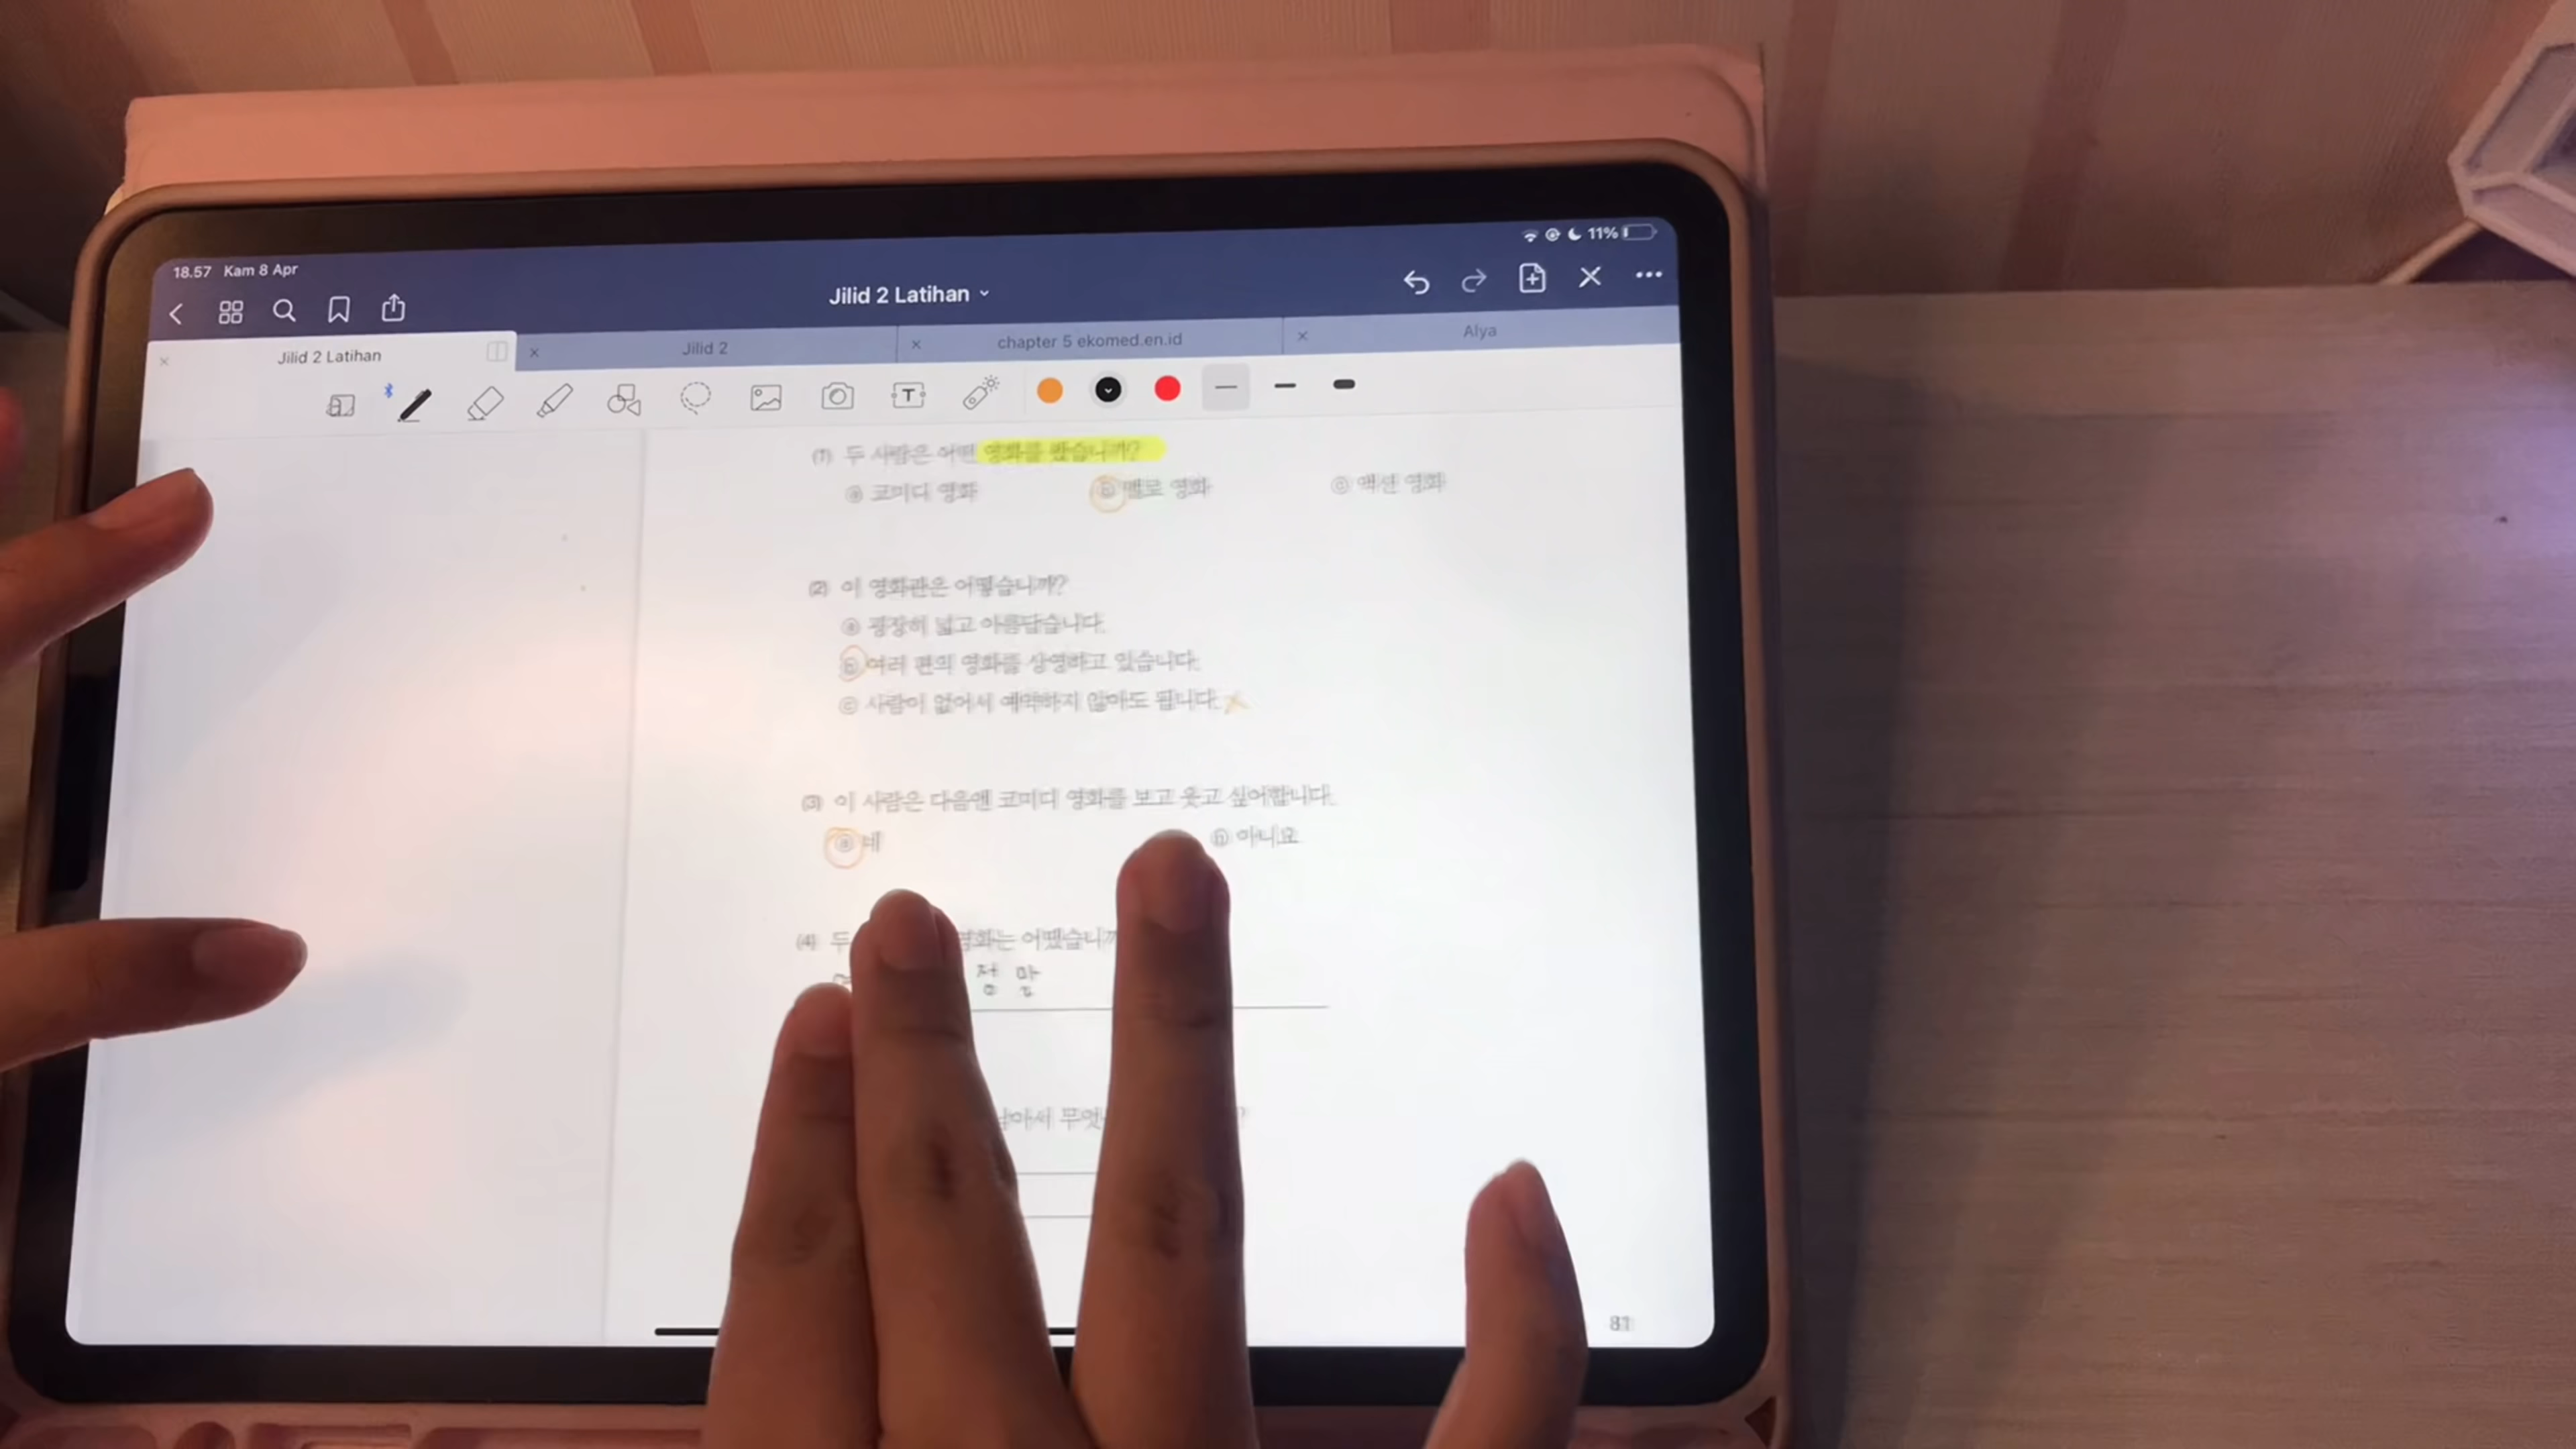 18.57 Kam 8 Apr
11%
Jilid 2 Latihan
Jilid 2 Latihan
Jilid 2
chapter 5 ekomed.en.id
Alya
T
(1) 두 사람은 어떤 영화를 봤습니까?
ⓐ 코미디 영화 ⓑ 멜로 영화 ⓒ 액션 영화
(2) 이 영화관은 어떻습니까?
ⓐ 굉장히 넓고 아름답습니다.
ⓑ 여러 편의 영화를 상영하고 있습니다.
ⓒ 사람이 없어서 예약하지 않아도 됩니다. X
(3) 이 사람은 다음엔 코미디 영화를 보고 웃고 싶어합니다.
ⓐ 네 ⓑ 아니요
(4) 두 영화는 어땠습니까
정말
남아서
81